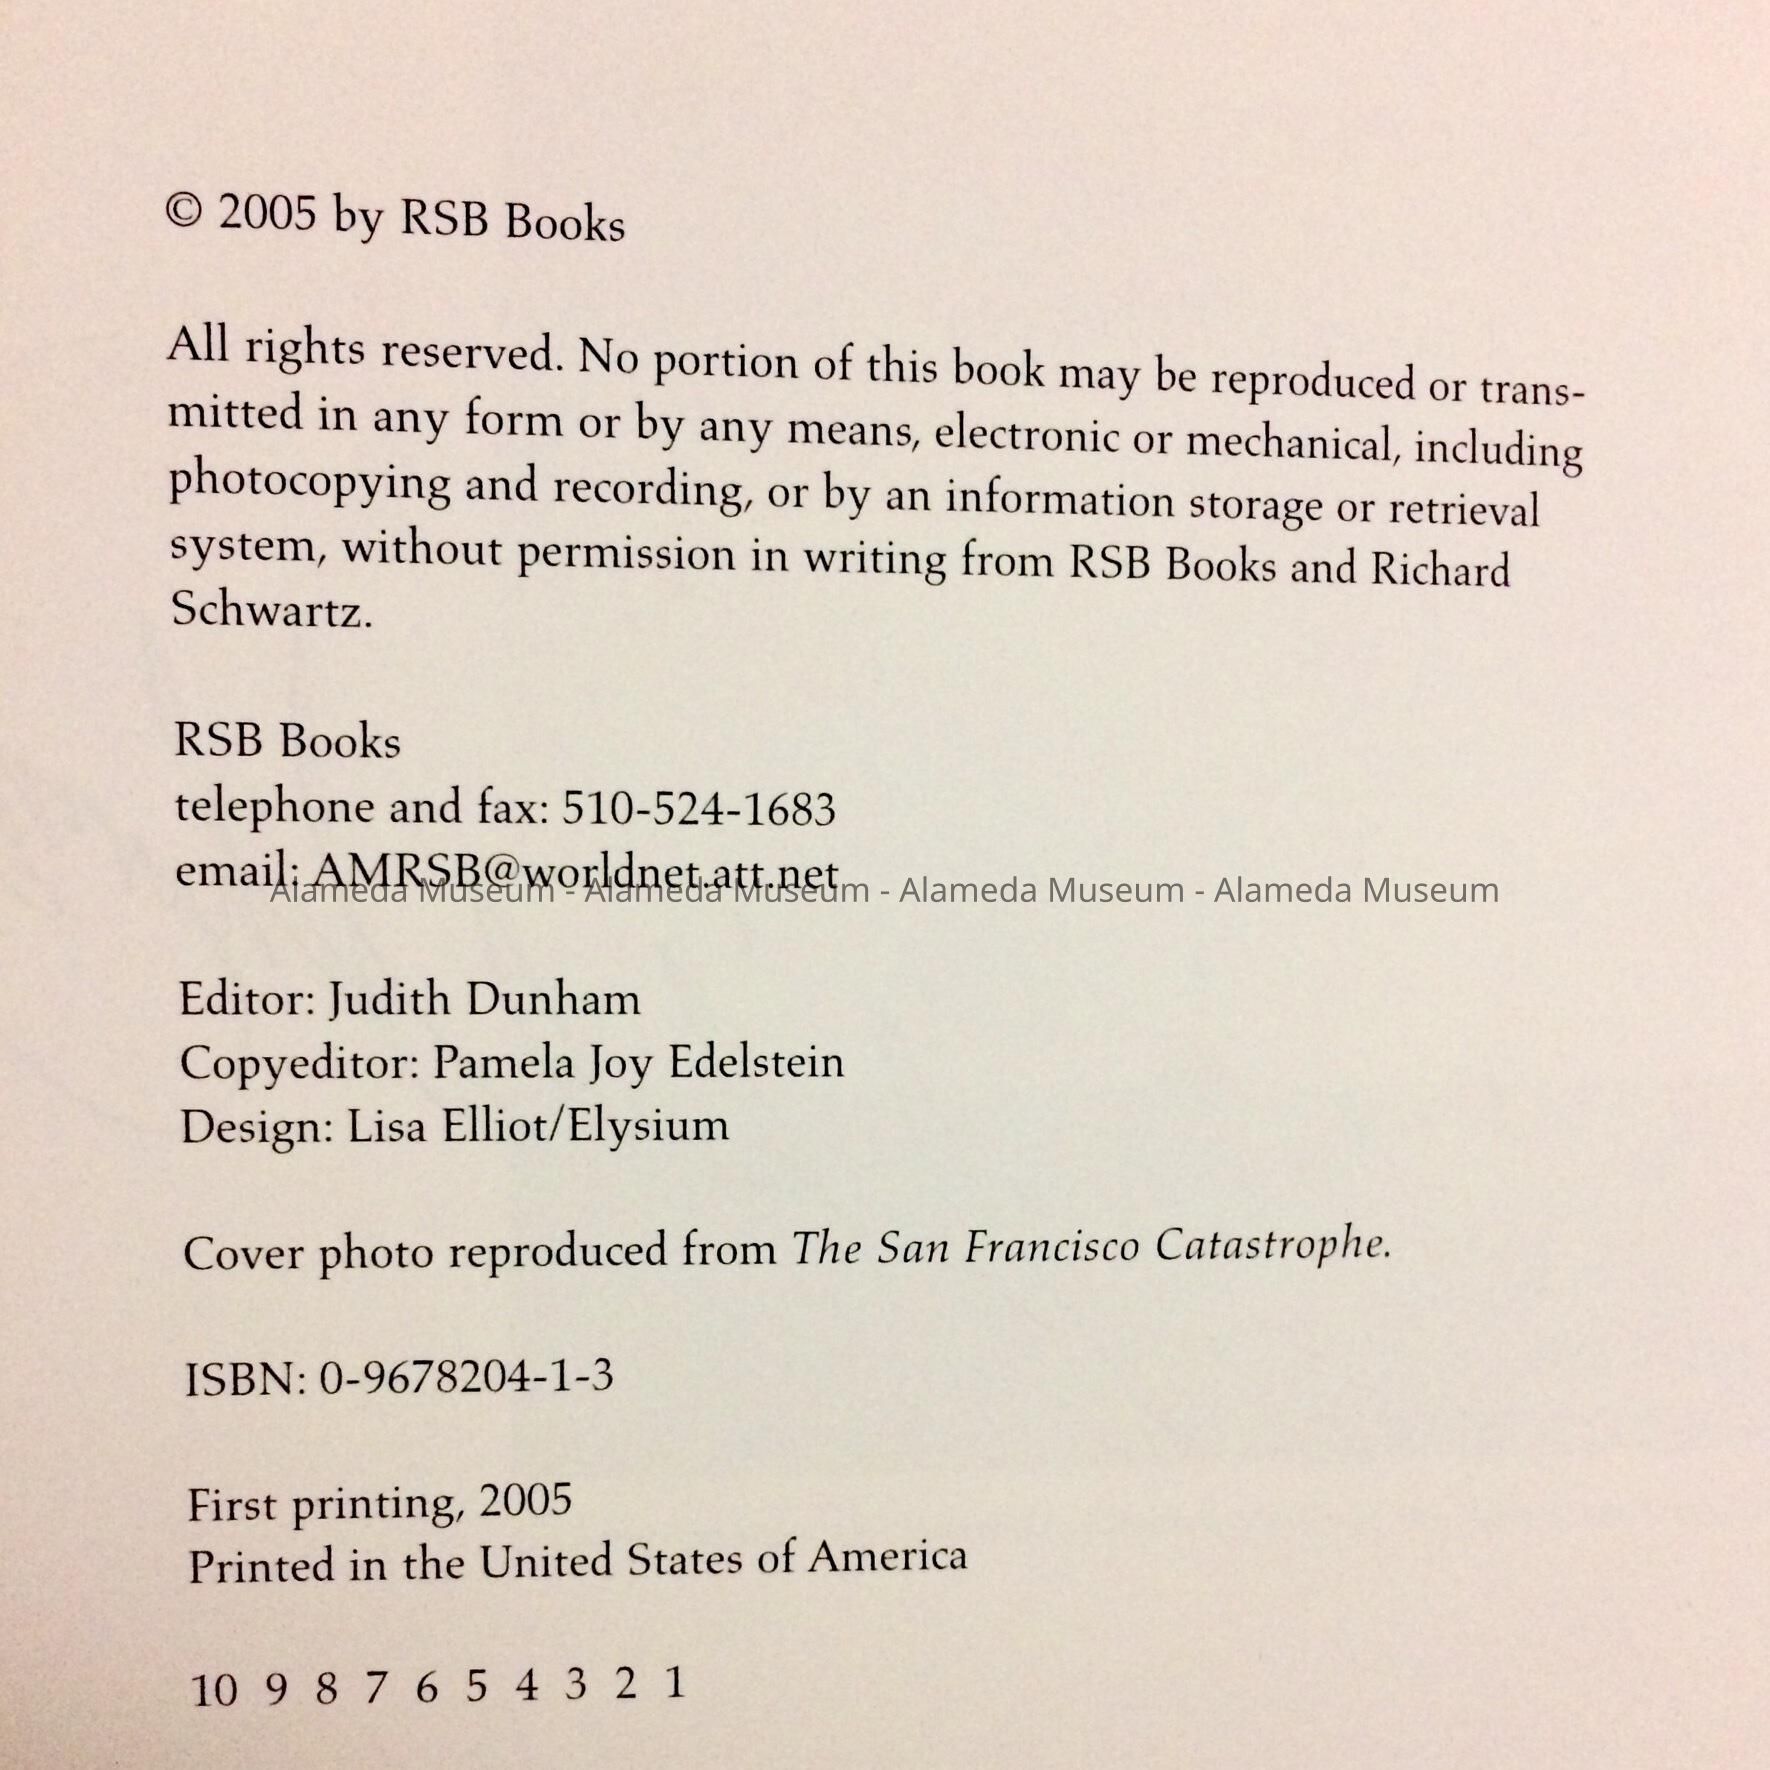 © 2005 by RSB Books
All rights reserved. No portion of this book may be reproduced or trans-
mitted in any form or by any means, electronic or mechanical, including
photocopying and recording, or by an information storage or retrieval
system, without permission in writing from RSB Books and Richard
Schwartz.
RSB Books
telephone and fax: 510-524-1683
email: AMRSB@worldnet.att.net
Alameda Museum - Alameda Museum - Alameda Museum - Alameda Museum
Editor: Judith Dunham
Copyeditor: Pamela Joy Edelstein
Design: Lisa Elliot/Elysium
Cover photo reproduced from The San Francisco Catastrophe.
ISBN: 0-9678204-1-3
First printing, 2005
Printed in the United States of America
10 9 8 7 6 5 4 3 2 1